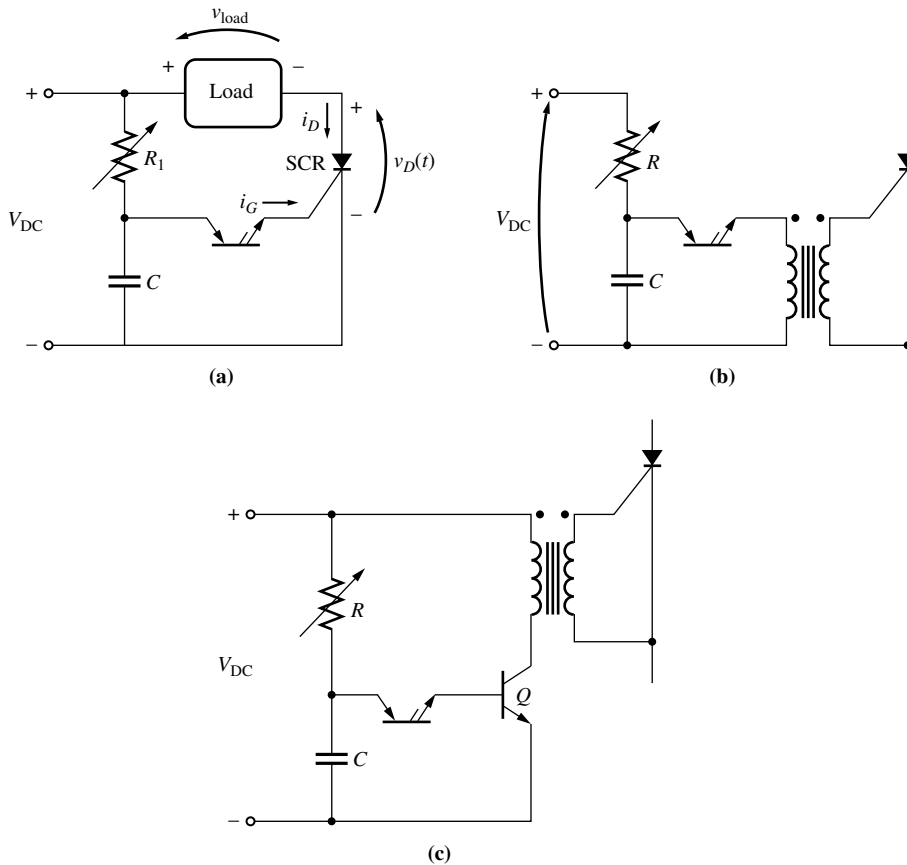 v_load
+ −
Load
+ +
i_D
R_1 SCR v_D(t)
i_G
−
V_DC
C
−
(a)
+
R
V_DC
C
−
(b)
+
R
V_DC
Q
C
−
(c)